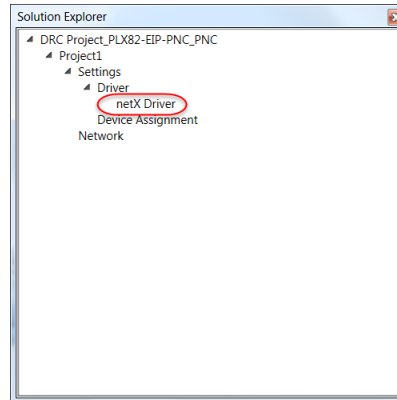 Solution Explorer
DRC Project_PLX82-EIP-PNC_PNC
Project1
Settings
Driver
netX Driver
Device Assignment
Network